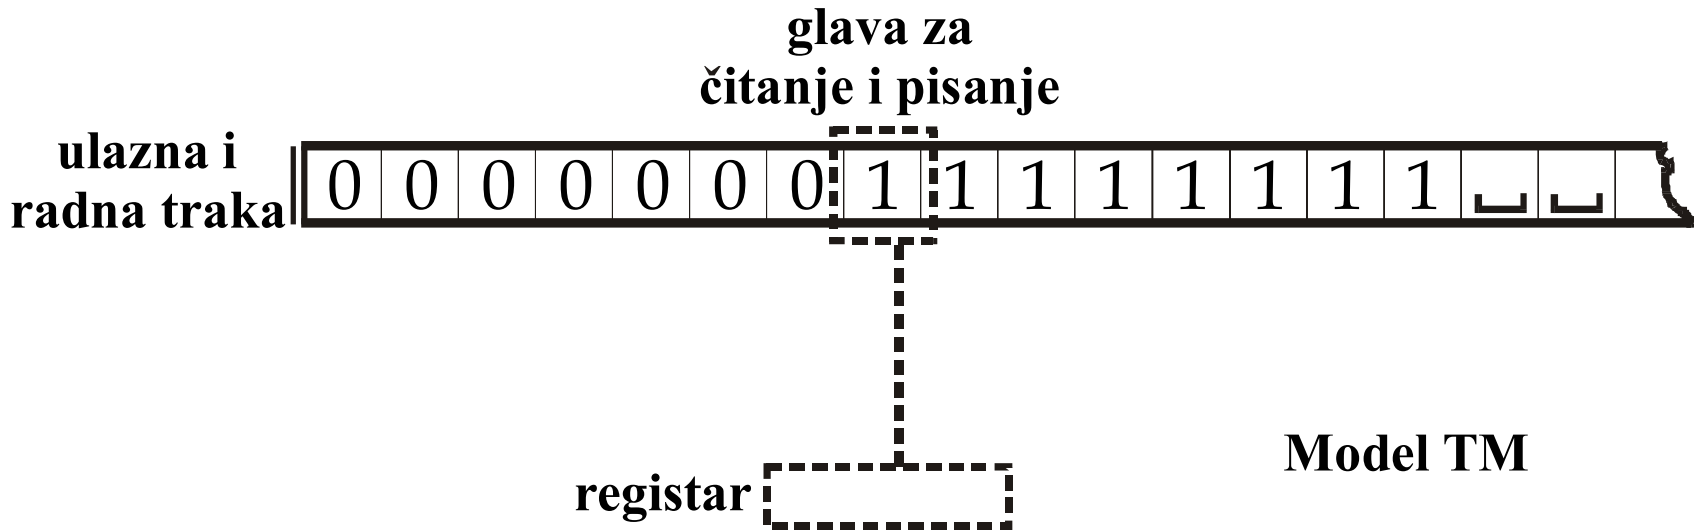 glava za
čitanje i pisanje
ulazna i
radna traka
0 0 0 0 0 0 0 1 1 1 1 1 1 1 1 ␣ ␣
registar
Model TM